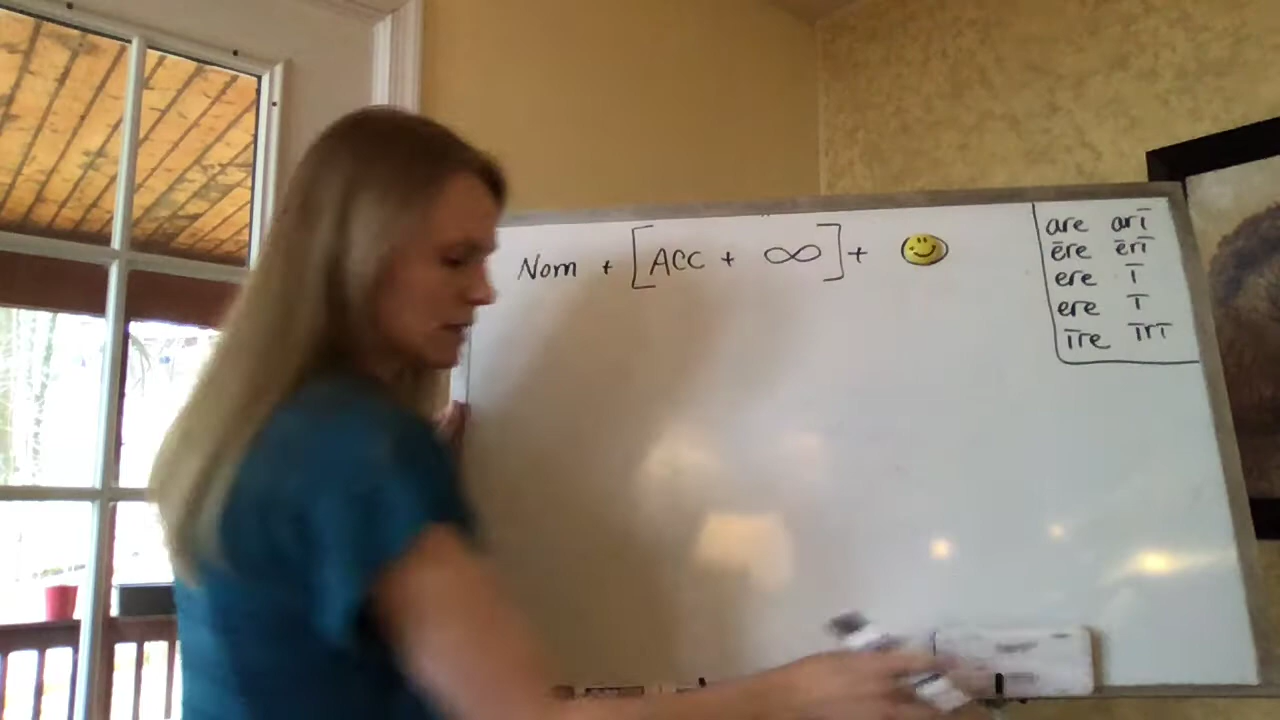 Nom + [ACC + ∞] + 🙂
are arī
ēre ērī
ere ī
ere ī
īre īrī